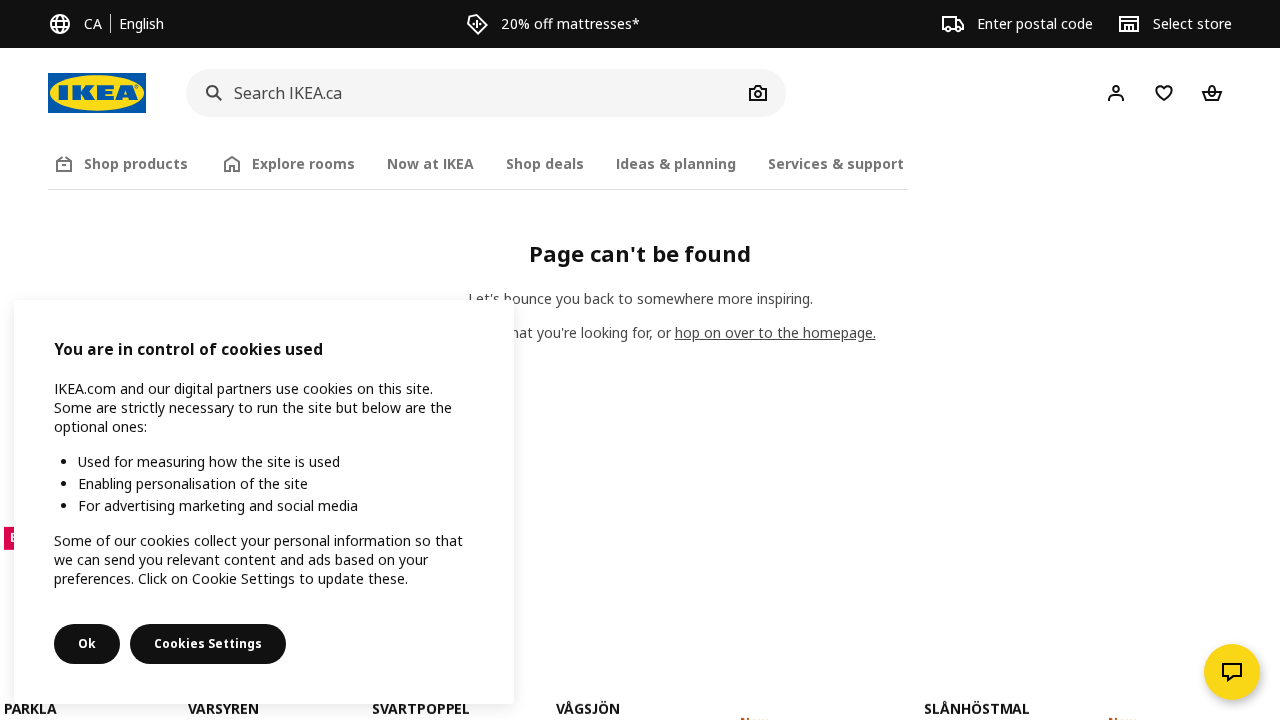 CA English
20% off mattresses*
Enter postal code
Select store
IKEA
Search IKEA.ca
Shop products
Explore rooms
Now at IKEA
Shop deals
Ideas & planning
Services & support
Page can't be found
Let's bounce you back to somewhere more inspiring.
what you're looking for, or hop on over to the homepage.
You are in control of cookies used
IKEA.com and our digital partners use cookies on this site.
Some are strictly necessary to run the site but below are the
optional ones:
Used for measuring how the site is used
Enabling personalisation of the site
For advertising marketing and social media
Some of our cookies collect your personal information so that
we can send you relevant content and ads based on your
preferences. Click on Cookie Settings to update these.
Ok
Cookies Settings
PÄRKLA
VARSYREN
SVARTPOPPEL
VÅGSJÖN
SLÅNHÖSTMAL